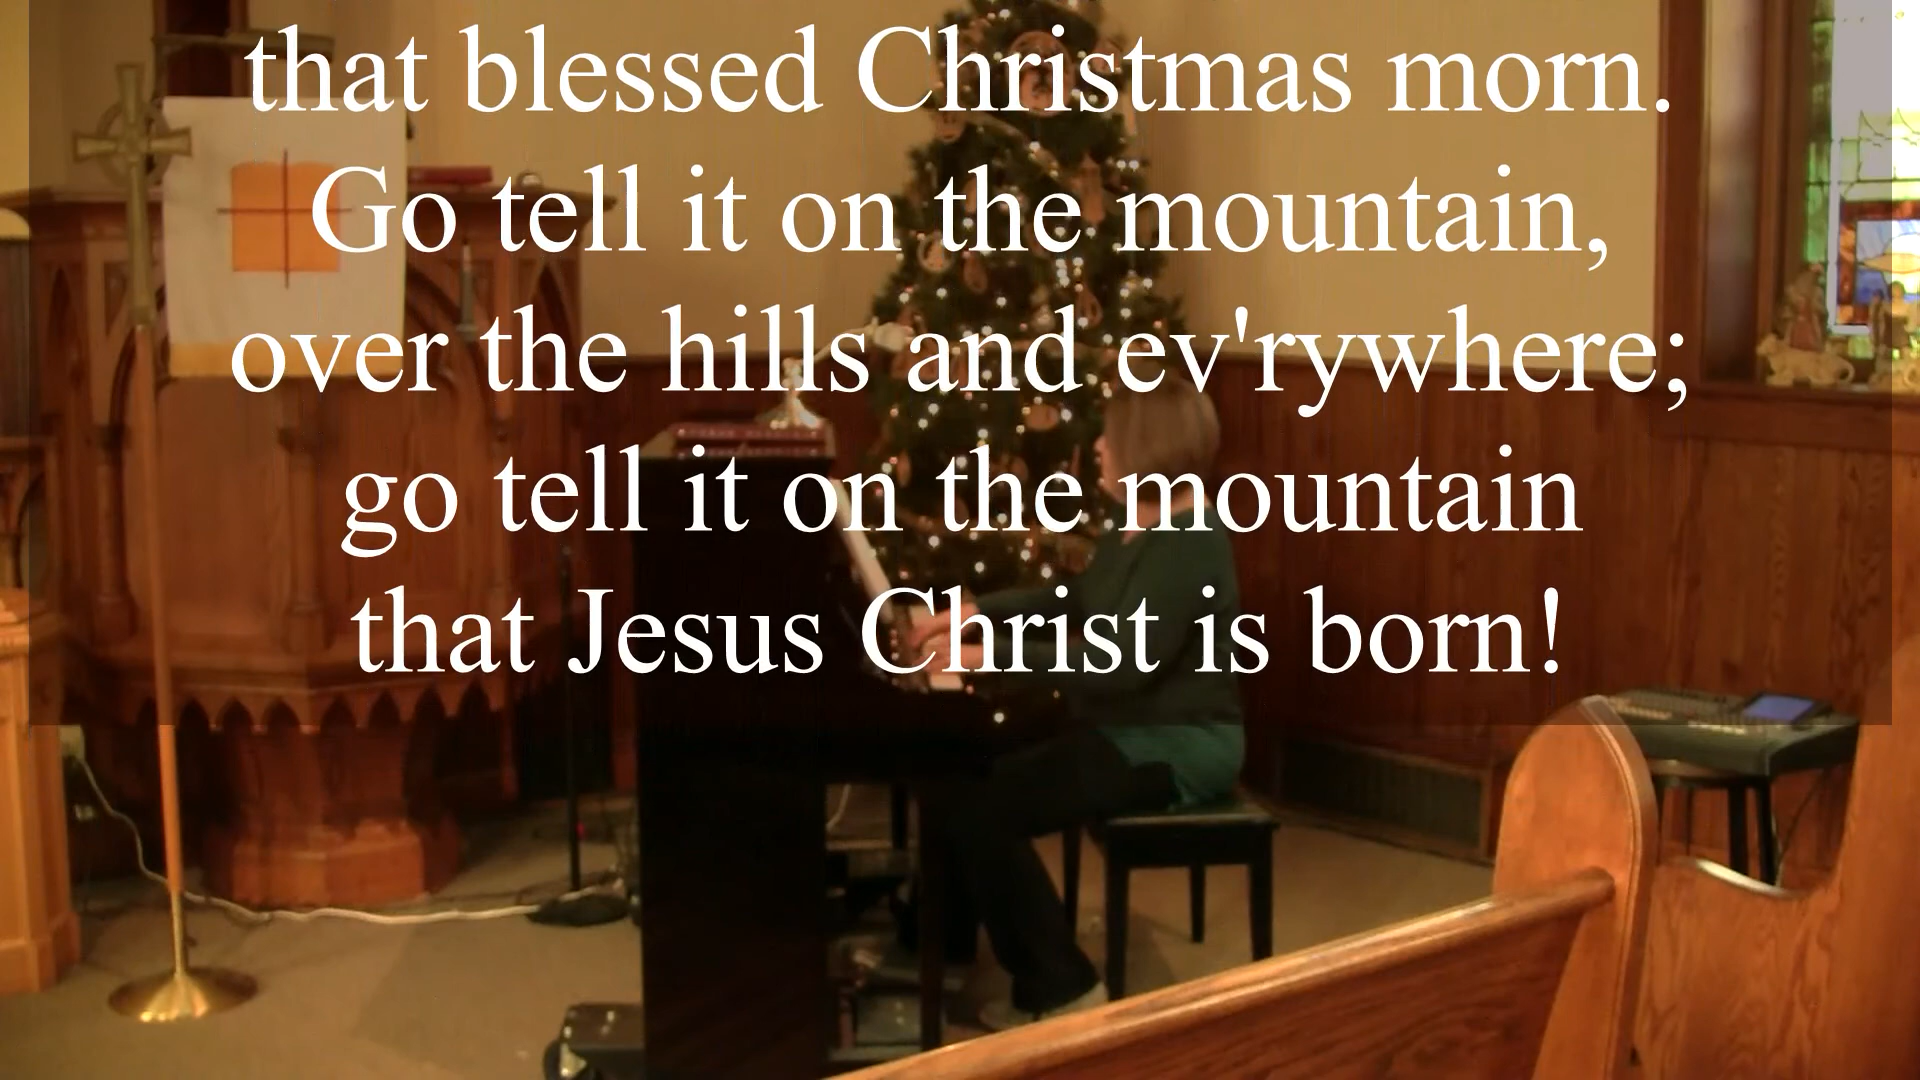 that blessed Christmas morn.
Go tell it on the mountain,
over the hills and ev'rywhere;
go tell it on the mountain
that Jesus Christ is born!